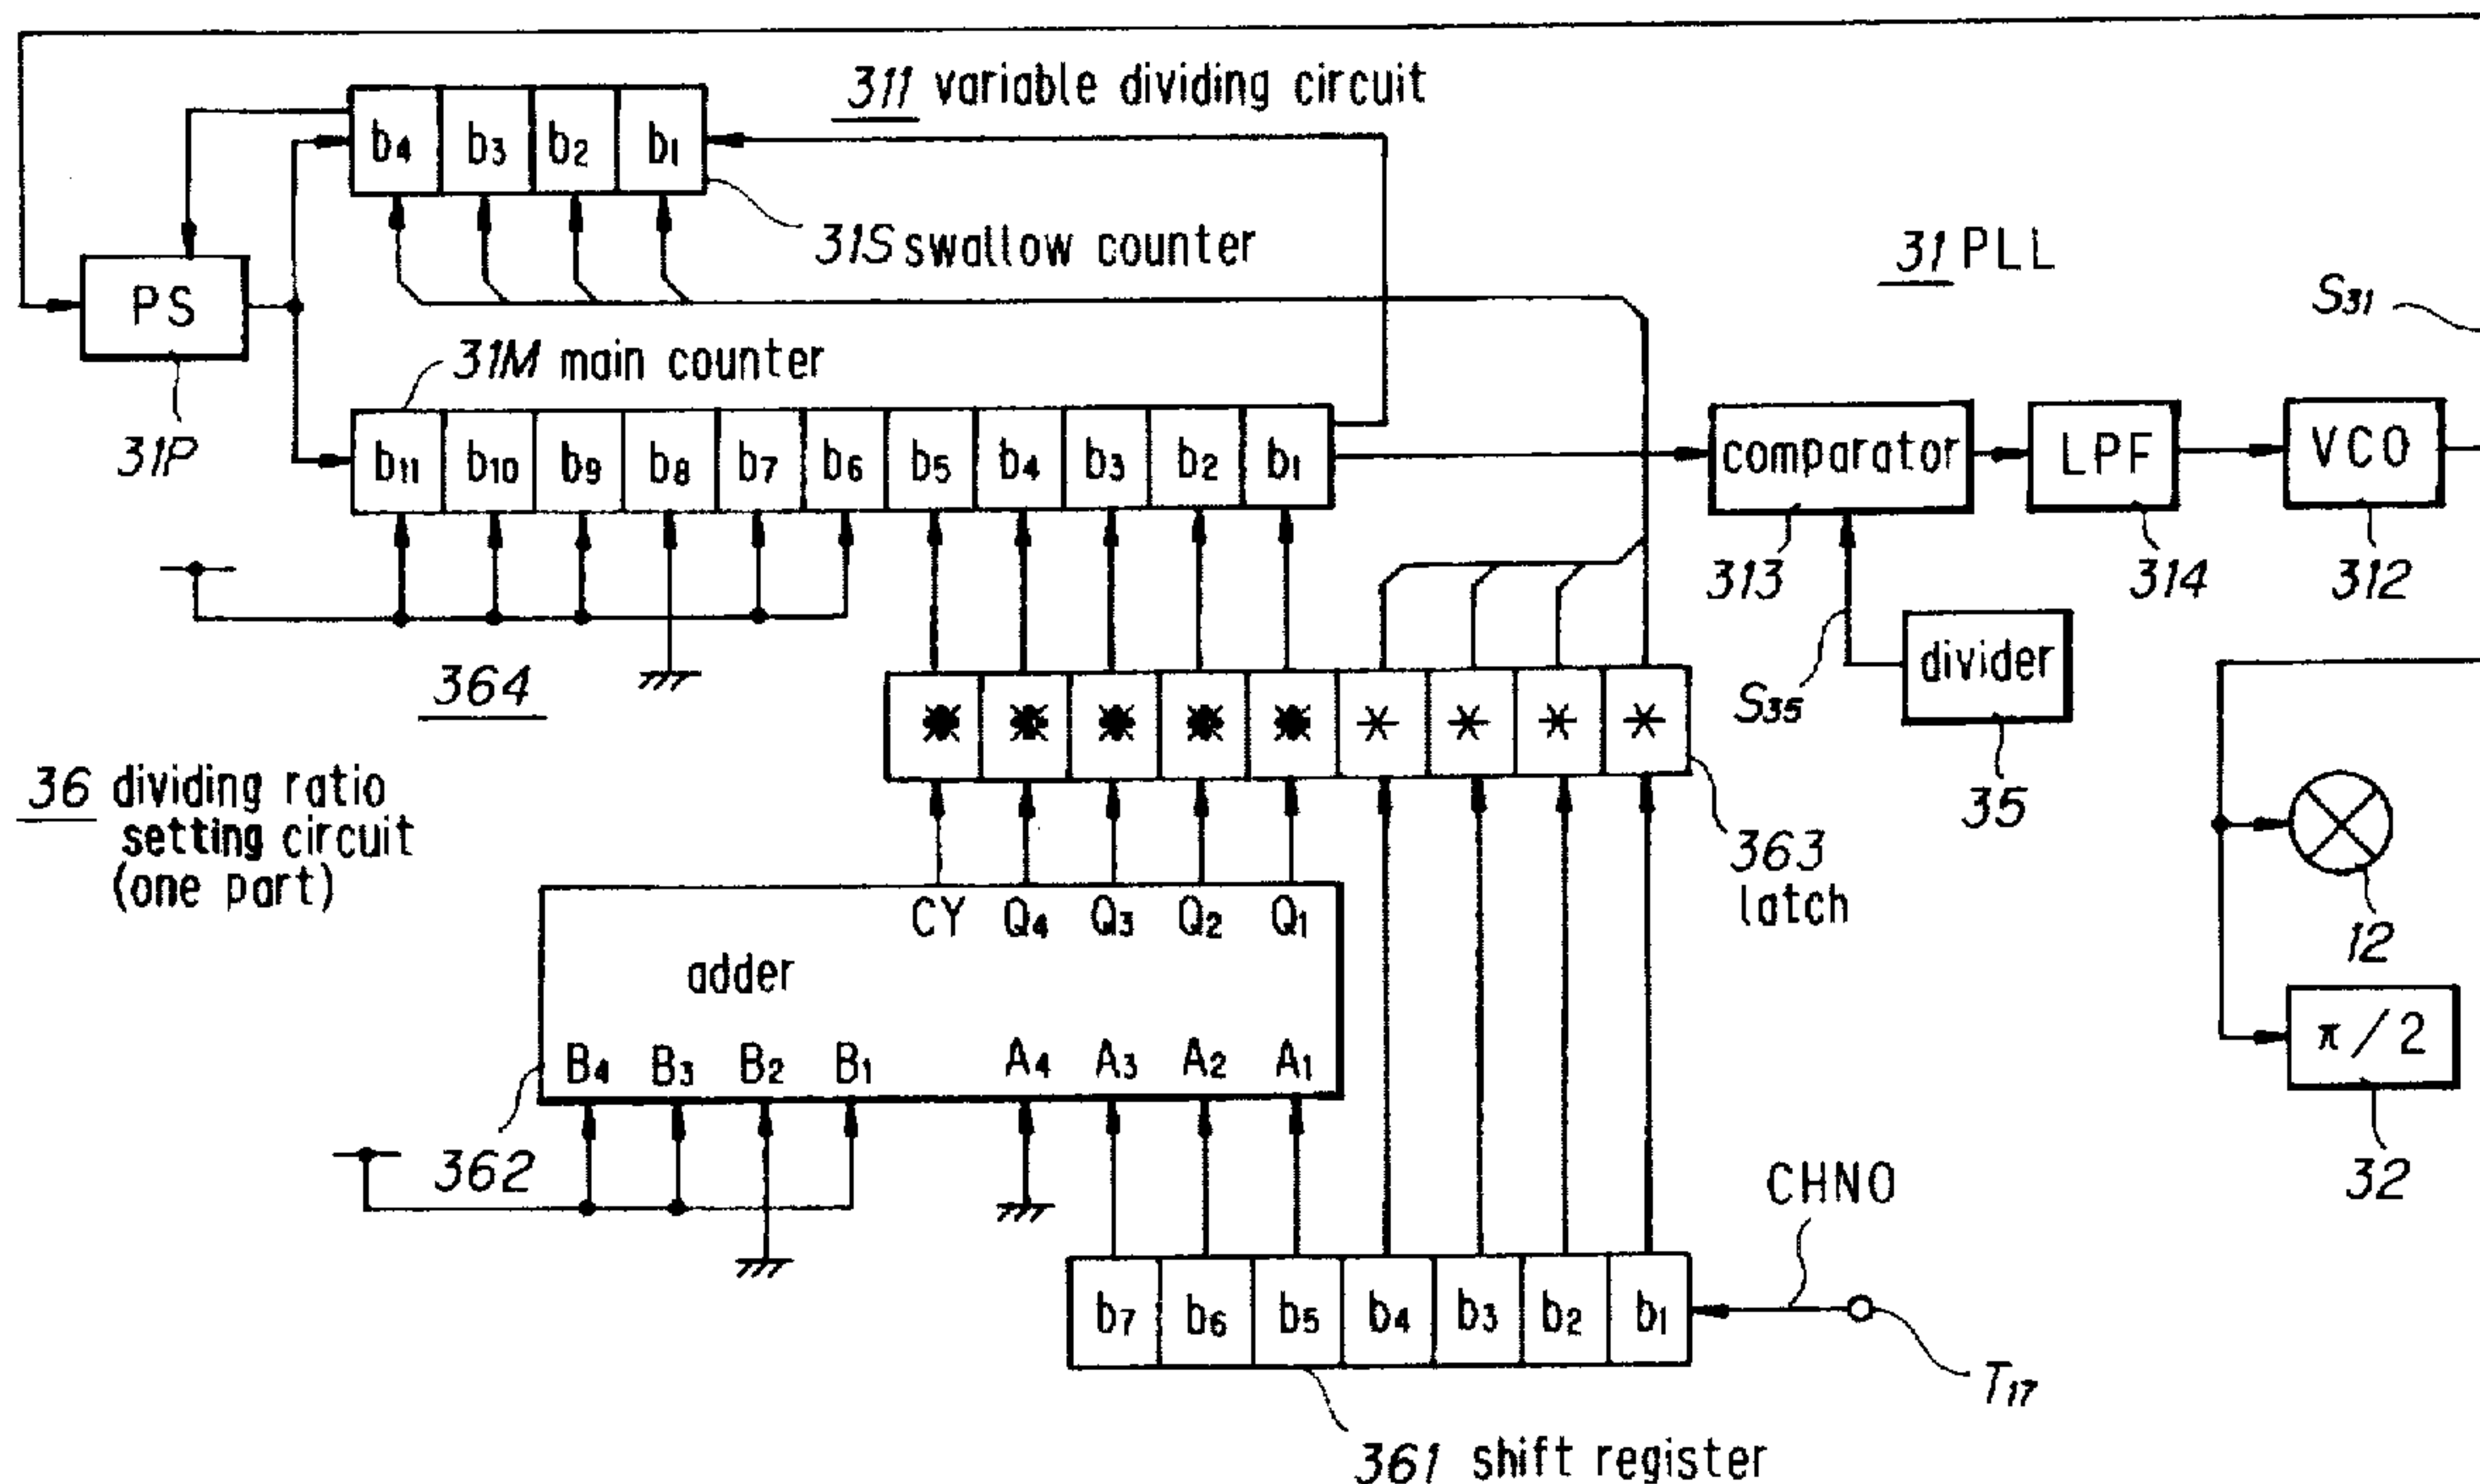 311 variable dividing circuit
b4 b3 b2 b1
31S swallow counter
31 PLL
S31
PS
31P
31M main counter
b11 b10 b9 b8 b7 b6 b5 b4 b3 b2 b1
comparator
LPF
VCO
313
314
312
364
S35
divider
35
36 dividing ratio
setting circuit
(one part)
* * * * * * * * *
363
latch
12
CY Q4 Q3 Q2 Q1
adder
B4 B3 B2 B1 A4 A3 A2 A1
362
π/2
32
CHNO
b7 b6 b5 b4 b3 b2 b1
T17
361 shift register